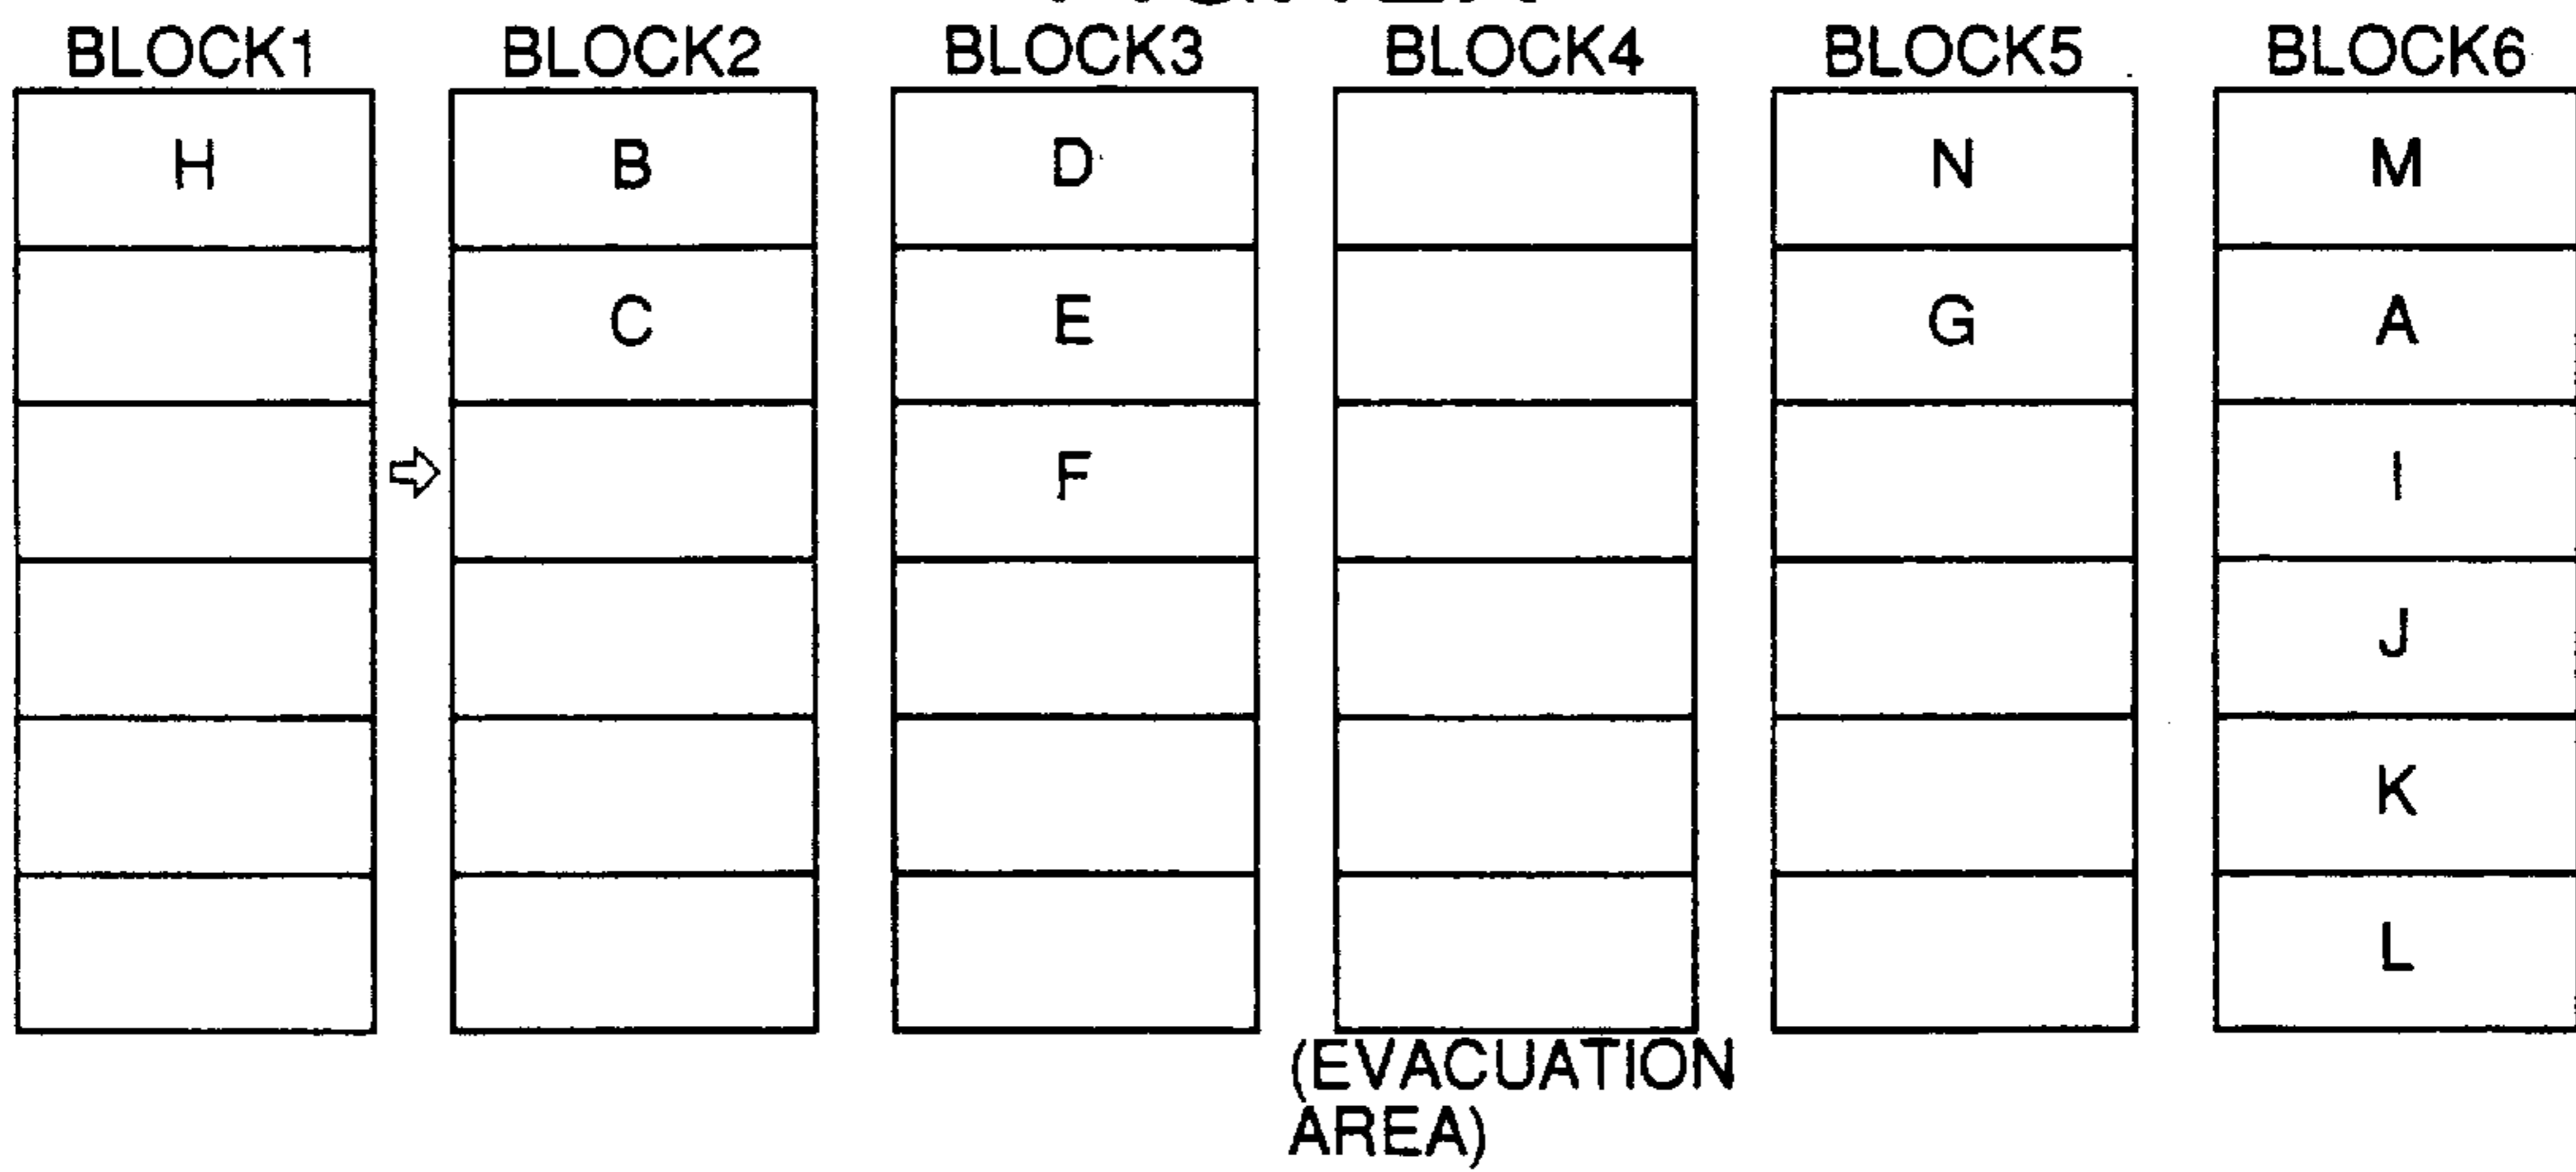 BLOCK1 BLOCK2 BLOCK3 BLOCK4 BLOCK5 BLOCK6
H B D N M
C E G A
F I
J
K
L
(EVACUATION
AREA)